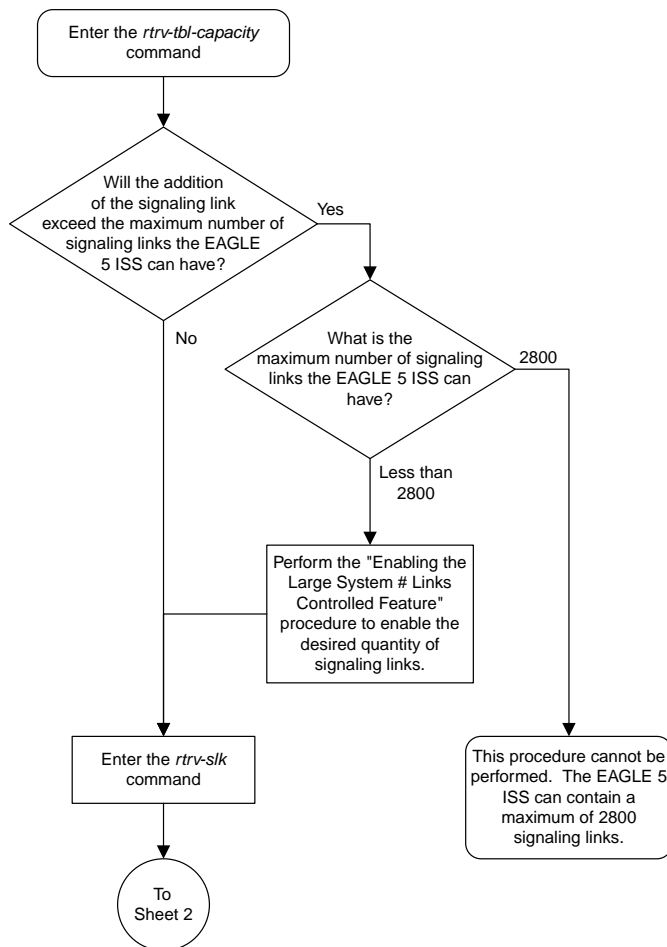 Enter the rtrv-tbl-capacity
command
Will the addition
of the signaling link
exceed the maximum number of
signaling links the EAGLE
5 ISS can have?
Yes
No
What is the
maximum number of signaling
links the EAGLE 5 ISS can
have?
2800
Less than
2800
Perform the "Enabling the
Large System # Links
Controlled Feature"
procedure to enable the
desired quantity of
signaling links.
Enter the rtrv-slk
command
This procedure cannot be
performed. The EAGLE 5
ISS can contain a
maximum of 2800
signaling links.
To
Sheet 2